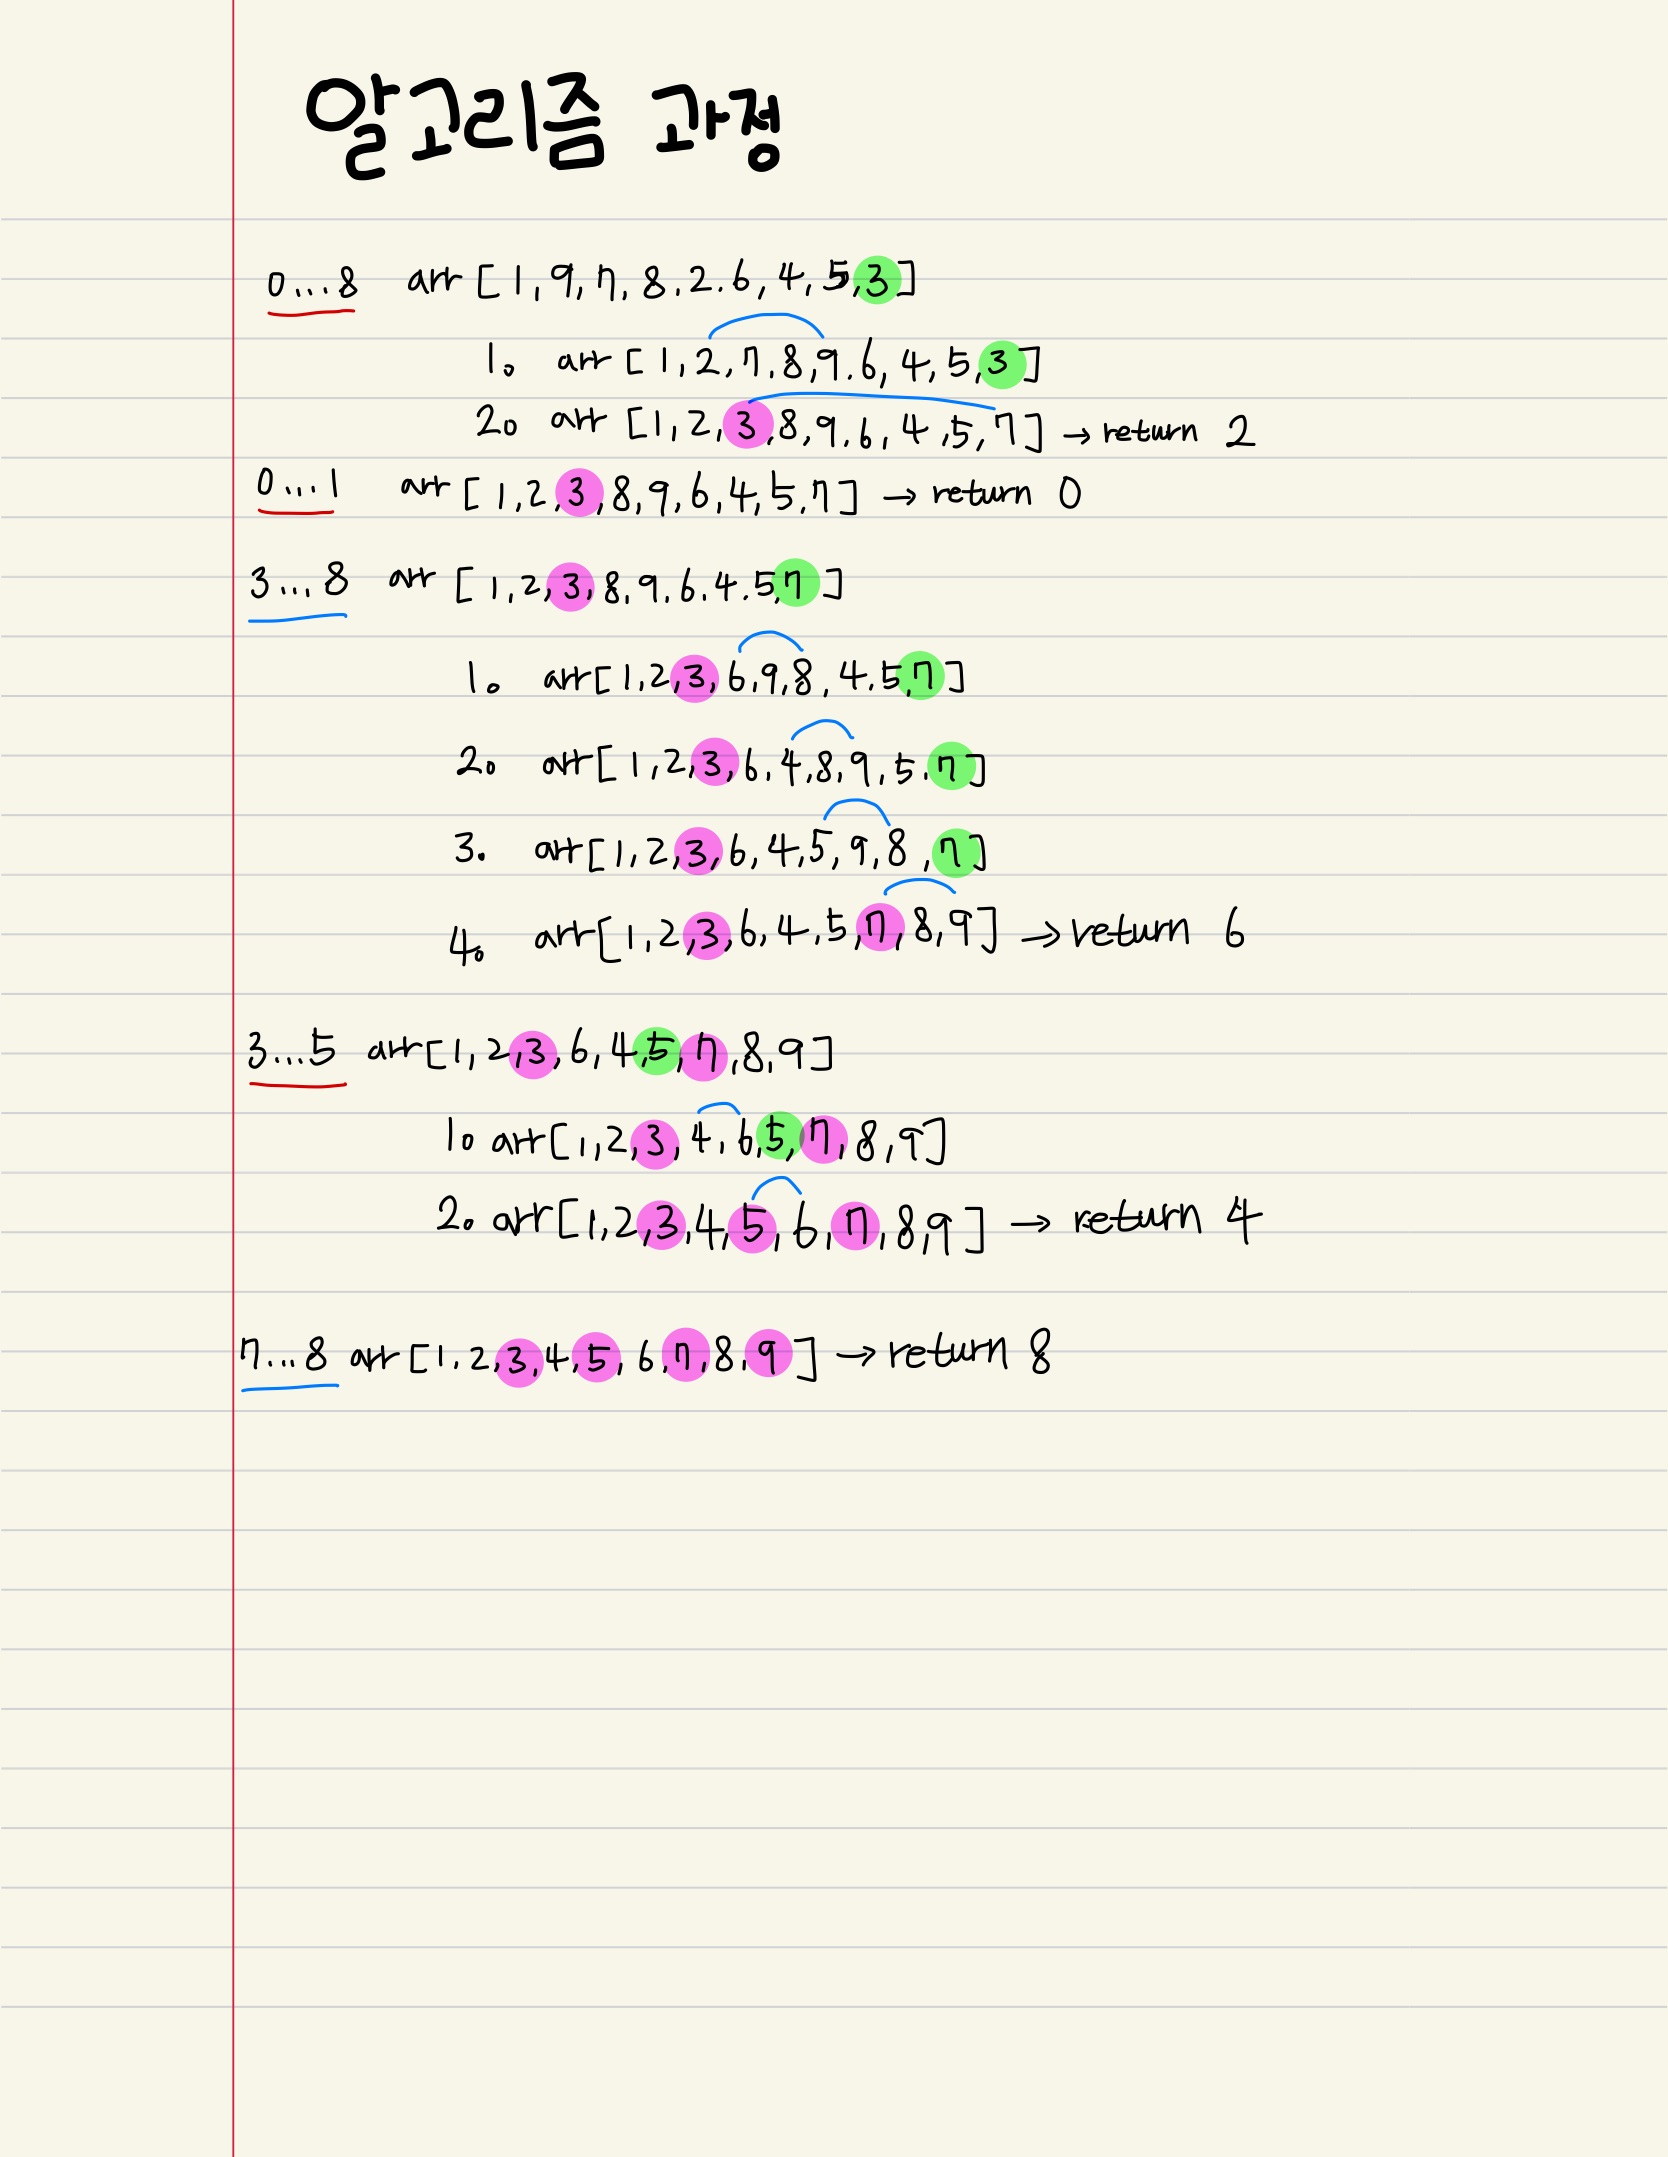 알고리즘 과정
0...8 arr [1,9,7,8,2.6,4,5,3]
1. arr [1,2,7,8,9.6,4,5,3]
2. arr [1,2,3,8,9,6,4,5,7] → return 2
0...1 arr [1,2,3,8,9,6,4,5,7] → return 0
3...8 arr [1,2,3,8,9,6.4.5,7]
1. arr[1,2,3,6,9,8,4.5,7]
2. arr[1,2,3,6.4,8,9,5.7]
3. arr[1,2,3,6,4,5,9,8,7]
4. arr[1,2,3,6,4,5,7,8,9] → return 6
3...5 arr[1,2,3,6,4,5,7,8,9]
1. arr[1,2,3,4,6,5,7,8,9]
2. arr[1,2,3,4,5,6,7,8,9] → return 4
7...8 arr[1,2,3,4,5,6,7,8,9] → return 8